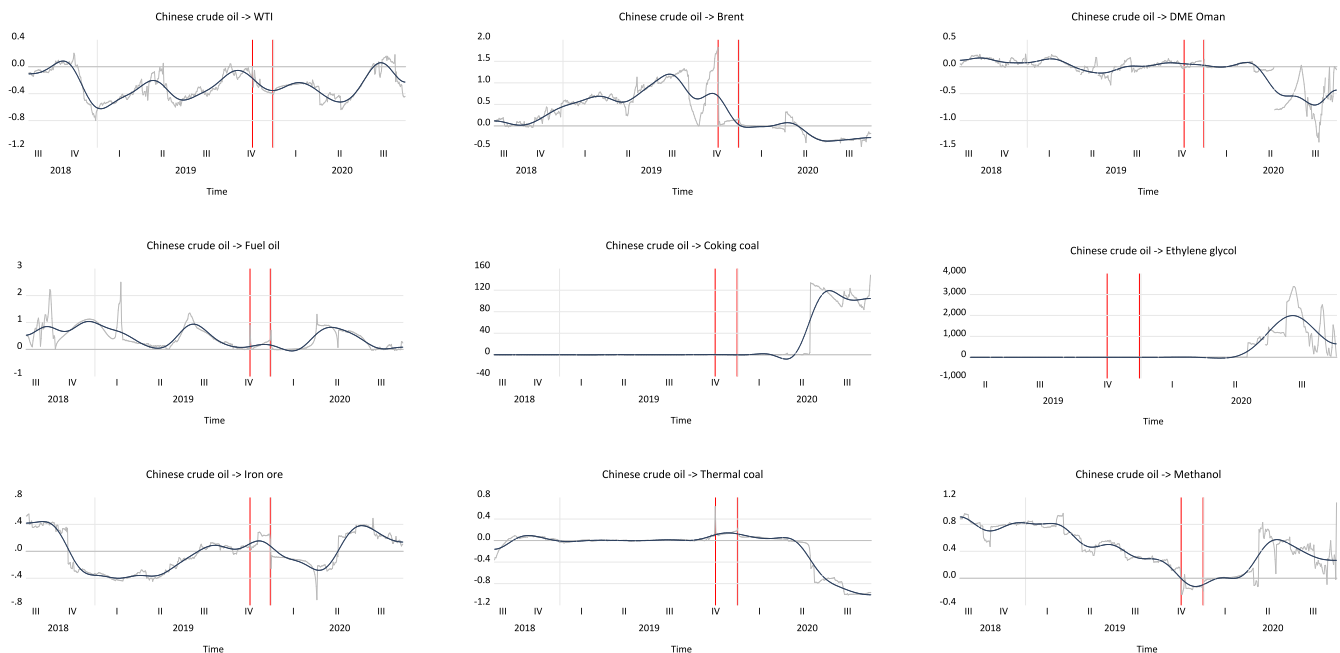 Chinese crude oil -> WTI
0.4
0.0
-0.4
-0.8
-1.2
III IV I II III IV I II III
2018 2019 2020
Time
Chinese crude oil -> Brent
2.0
1.5
1.0
0.5
0.0
-0.5
III IV I II III IV I II III
2018 2019 2020
Time
Chinese crude oil -> DME Oman
0.5
0.0
-0.5
-1.0
-1.5
III IV I II III IV I II III
2018 2019 2020
Time
Chinese crude oil -> Fuel oil
3
2
1
0
-1
III IV I II III IV I II III
2018 2019 2020
Time
Chinese crude oil -> Coking coal
160
120
80
40
0
-40
III IV I II III IV I II III
2018 2019 2020
Time
Chinese crude oil -> Ethylene glycol
4,000
3,000
2,000
1,000
0
-1,000
II III IV I II III
2019 2020
Time
Chinese crude oil -> Iron ore
.8
.4
.0
-.4
-.8
III IV I II III IV I II III
2018 2019 2020
Time
Chinese crude oil -> Thermal coal
0.8
0.4
0.0
-0.4
-0.8
-1.2
III IV I II III IV I II III
2018 2019 2020
Time
Chinese crude oil -> Methanol
1.2
0.8
0.4
0.0
-0.4
III IV I II III IV I II III
2018 2019 2020
Time